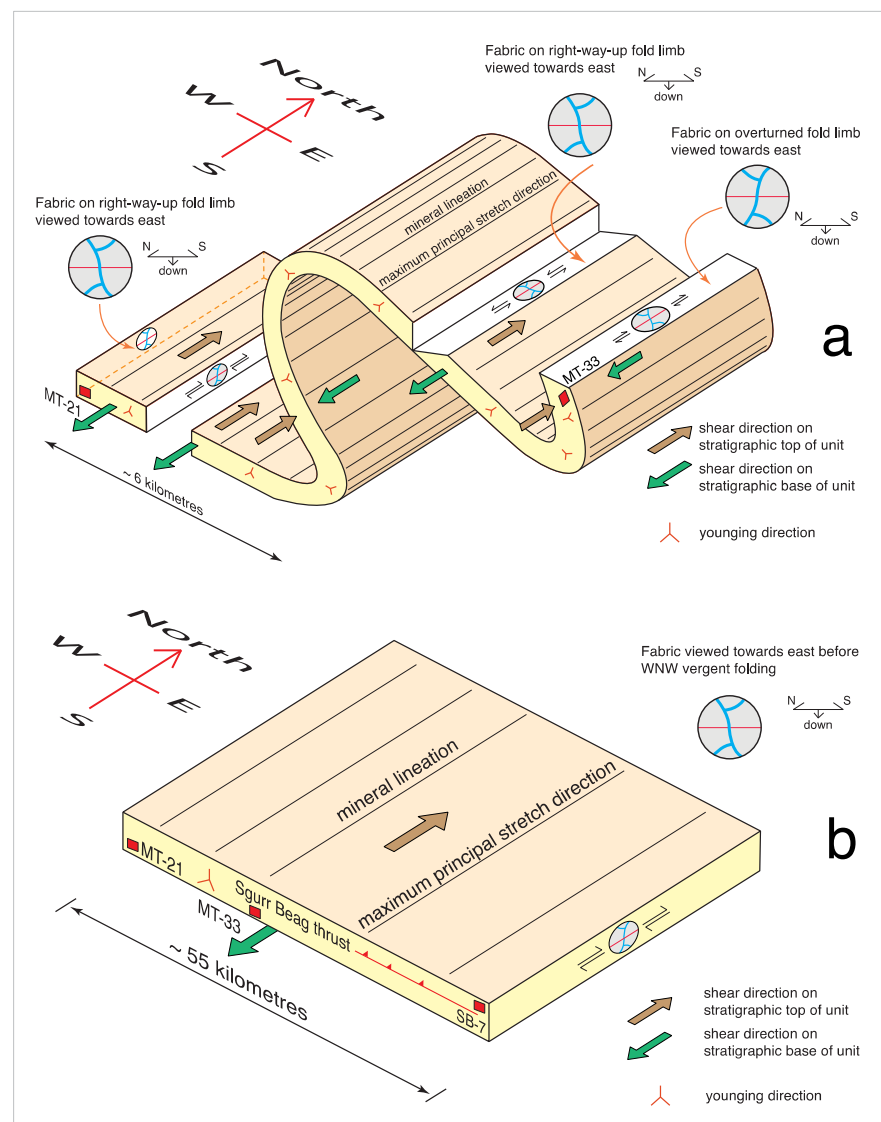 Fabric on right-way-up fold limb
viewed towards east
N S
down
North
W
S
E
Fabric on overturned fold limb
viewed towards east
N S
down
Fabric on right-way-up fold limb
viewed towards east
N S
down
mineral lineation
maximum principal stretch direction
a
MT-21
MT-33
~ 6 kilometres
shear direction on
stratigraphic top of unit
shear direction on
stratigraphic base of unit
younging direction
North
W
S
E
Fabric viewed towards east before
WNW vergent folding
N S
down
mineral lineation
maximum principal stretch direction
b
MT-21
Sgurr Beag thrust
MT-33
SB-7
~ 55 kilometres
shear direction on
stratigraphic top of unit
shear direction on
stratigraphic base of unit
younging direction